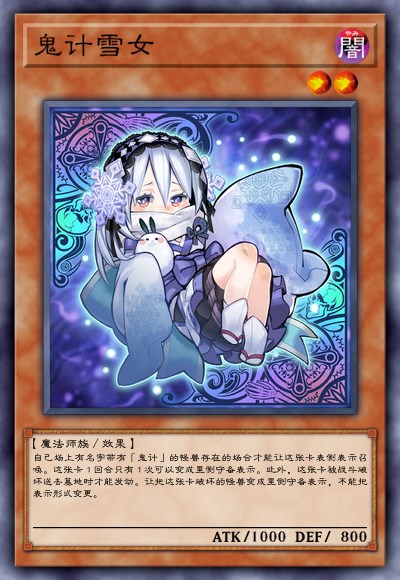 鬼计雪女
やみ
闇
【魔法师族／效果】
自己场上有名字带有「鬼计」的怪兽存在的场合才能让这张卡表侧表示召
唤。这张卡1回合只有1次可以变成里侧守备表示。此外，这张卡被战斗破
坏送去墓地时才能发动。让把这张卡破坏的怪兽变成里侧守备表示，不能把
表示形式变更。
ATK/1000 DEF/ 800